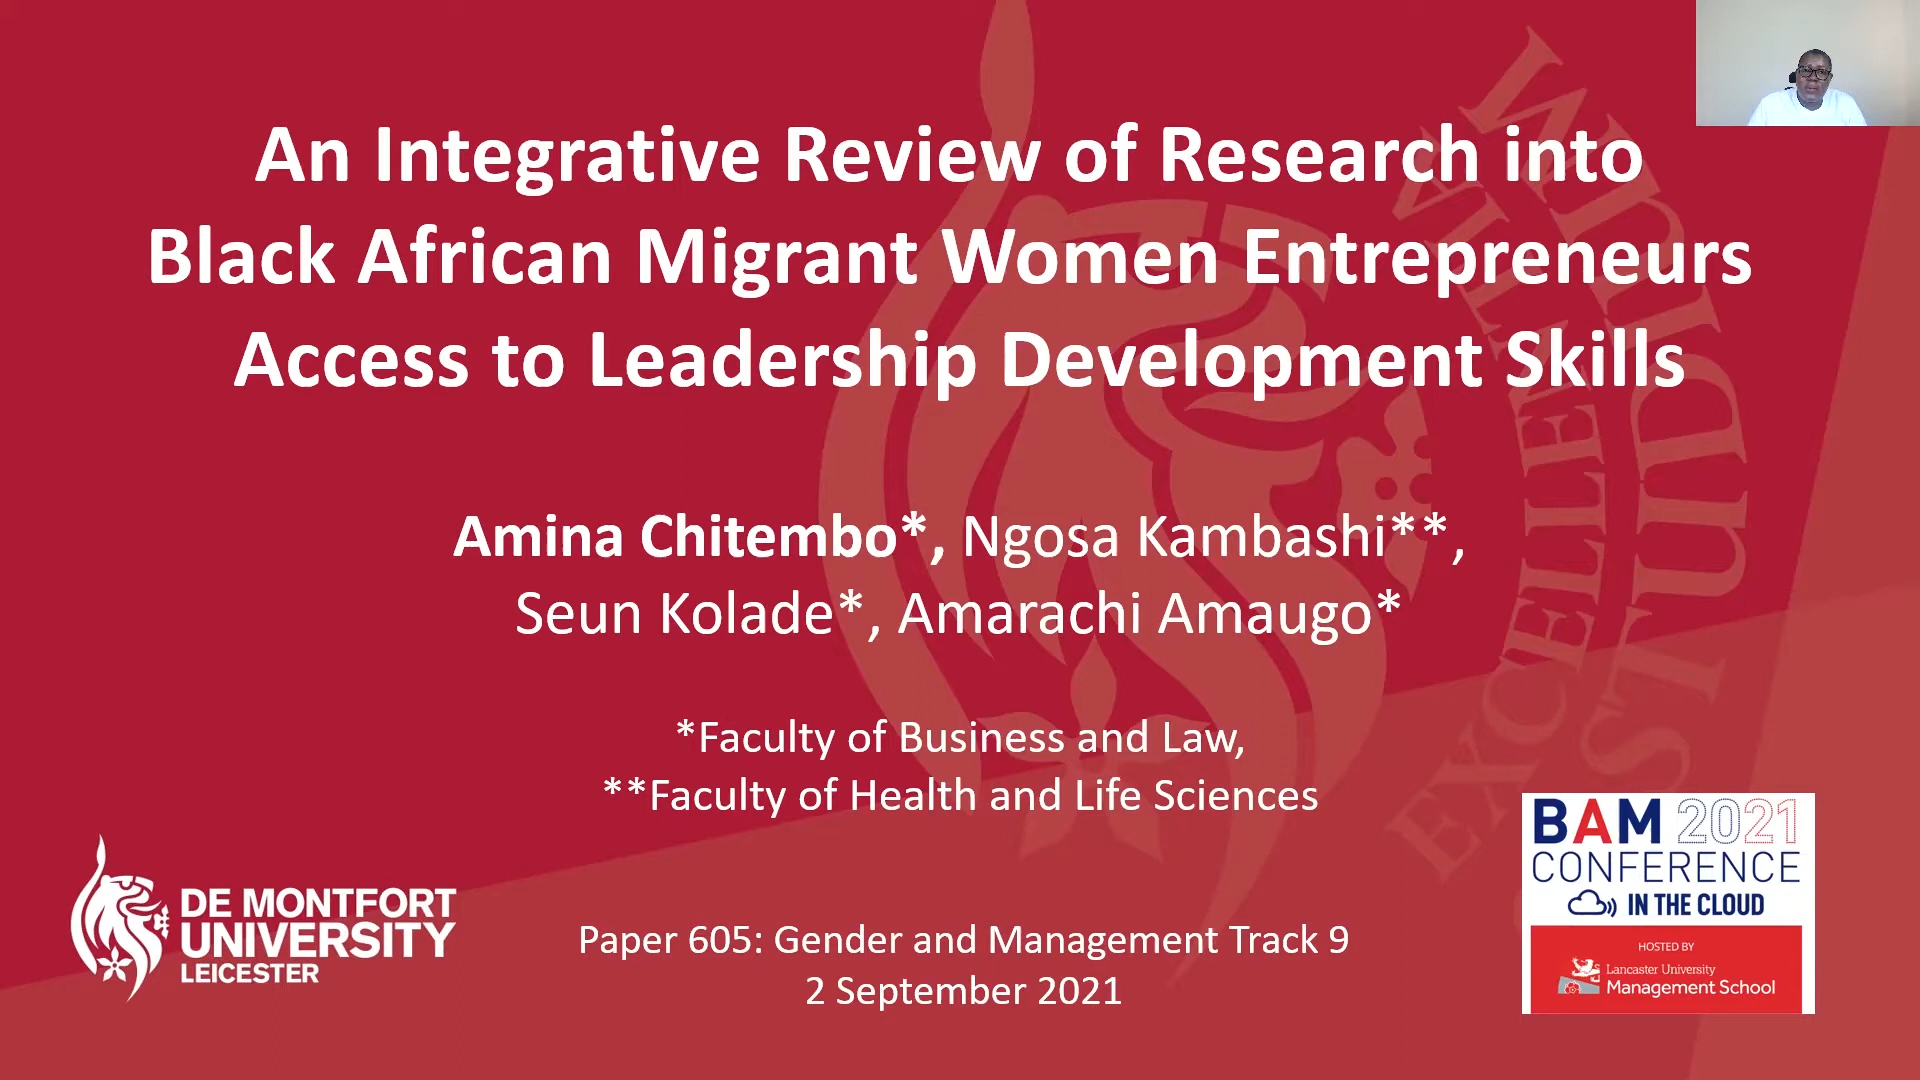 An Integrative Review of Research into
Black African Migrant Women Entrepreneurs
Access to Leadership Development Skills
Amina Chitembo*, Ngosa Kambashi**,
Seun Kolade*, Amarachi Amaugo*
*Faculty of Business and Law,
**Faculty of Health and Life Sciences
DE MONTFORT
UNIVERSITY
LEICESTER
Paper 605: Gender and Management Track 9
2 September 2021
BAM 2021
CONFERENCE
IN THE CLOUD
HOSTED BY
Lancaster University
Management School
EXCELLENTIA
STUDIUM